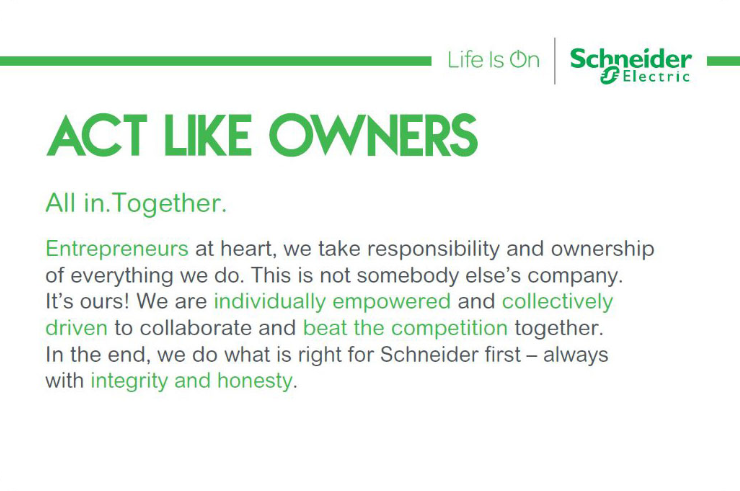 Life Is On
Schneider
Electric
ACT LIKE OWNERS
All in.Together.
Entrepreneurs at heart, we take responsibility and ownership
of everything we do. This is not somebody else’s company.
It’s ours! We are individually empowered and collectively
driven to collaborate and beat the competition together.
In the end, we do what is right for Schneider first – always
with integrity and honesty.